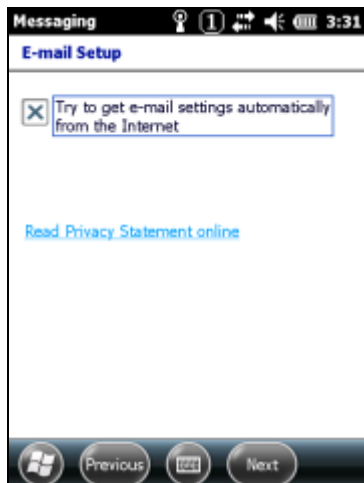 Messaging 1 3:31
E-mail Setup
Try to get e-mail settings automatically
from the Internet
Read Privacy Statement online
Previous Next